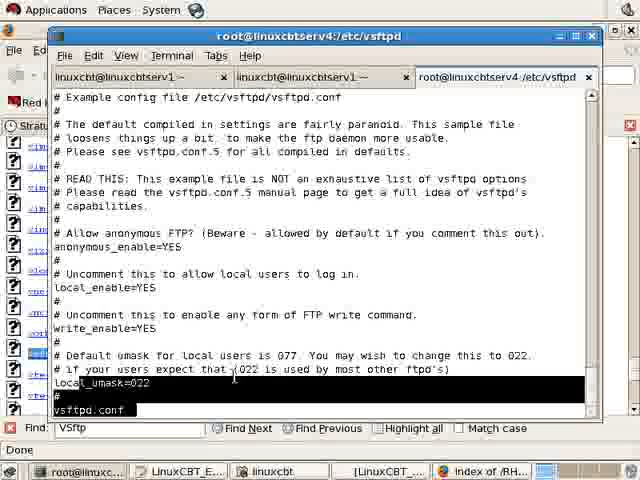 Applications Places System
root@linuxcbtserv4:/etc/vsftpd
File Edit View Terminal Tabs Help
linuxcbt@linuxcbtserv1:~ linuxcbt@linuxcbtserv1:~ root@linuxcbtserv4:/etc/vsftpd
# Example config file /etc/vsftpd/vsftpd.conf
#
# The default compiled in settings are fairly paranoid. This sample file
# loosens things up a bit, to make the ftp daemon more usable.
# Please see vsftpd.conf.5 for all compiled in defaults.
#
# READ THIS: This example file is NOT an exhaustive list of vsftpd options.
# Please read the vsftpd.conf.5 manual page to get a full idea of vsftpd's
# capabilities.
#
# Allow anonymous FTP? (Beware - allowed by default if you comment this out).
anonymous_enable=YES
#
# Uncomment this to allow local users to log in.
local_enable=YES
#
# Uncomment this to enable any form of FTP write command.
write_enable=YES
#
# Default umask for local users is 077. You may wish to change this to 022,
# if your users expect that (022 is used by most other ftpd's)
local_umask=022
#
vsftpd.conf
Find: VSftp Find Next Find Previous Highlight all Match case
Done
root@linuxc... LinuxCBT_E... linuxcbt [LinuxCBT_... Index of /RH...